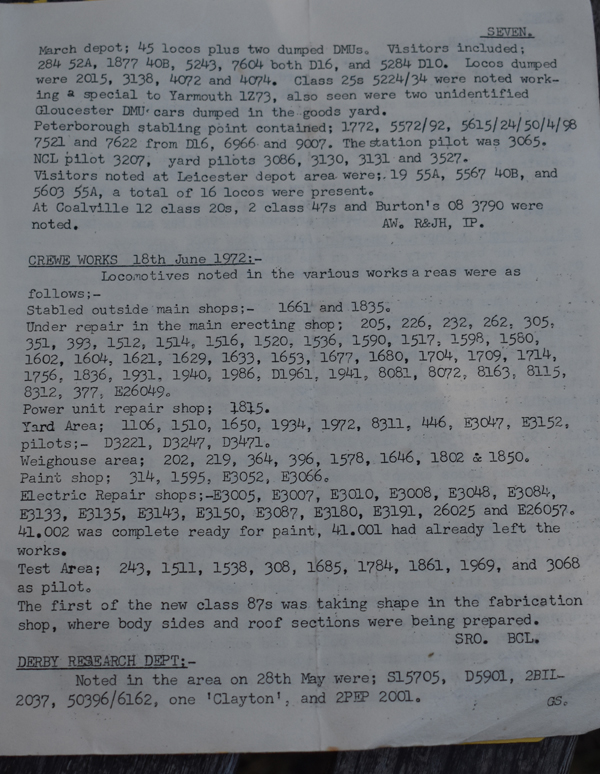 SEVEN.
March depot; 45 locos plus two dumped DMUs. Visitors included;
284 52A, 1877 40B, 5243, 7604 both D16, and 5284 D10. Locos dumped
were 2015, 3138, 4072 and 4074. Class 25s 5224/34 were noted work-
ing a special to Yarmouth 1Z73, also seen were two unidentified
Gloucester DMU cars dumped in the goods yard.
Peterborough stabling point contained; 1772, 5572/92, 5615/24/50/4/98
7521 and 7622 from D16, 6966 and 9007. The station pilot was 3065.
NCL pilot 3207, yard pilots 3086, 3130, 3131 and 3527.
Visitors noted at Leicester depot area were; 19 55A, 5567 40B, and
5603 55A, a total of 16 locos were present.
At Coalville 12 class 20s, 2 class 47s and Burton's 08 3790 were
noted. AW. R&JH, IP.
CREWE WORKS 18th June 1972:-
Locomotives noted in the various works areas were as
follows;-
Stabled outside main shops;- 1661 and 1835.
Under repair in the main erecting shop; 205, 226, 232, 262, 305,
351, 393, 1512, 1514, 1516, 1520, 1536, 1590, 1517, 1598, 1580,
1602, 1604, 1621, 1629, 1633, 1653, 1677, 1680, 1704, 1709, 1714,
1756, 1836, 1931, 1940, 1986, D1961, 1941, 8081, 8072, 8163, 8115,
8312, 377, E26049.
Power unit repair shop; 1815.
Yard Area; 1106, 1510, 1650, 1934, 1972, 8311, 446, E3047, E3152,
pilots;- D3221, D3247, D3471.
Weighouse area; 202, 219, 364, 396, 1578, 1646, 1802 & 1850.
Paint shop; 314, 1595, E3052, E3066.
Electric Repair shops;-E3005, E3007, E3010, E3008, E3048, E3084,
E3133, E3135, E3143, E3150, E3087, E3180, E3191, 26025 and E26057.
41.002 was complete ready for paint, 41.001 had already left the
works.
Test Area; 243, 1511, 1538, 308, 1685, 1784, 1861, 1969, and 3068
as pilot.
The first of the new class 87s was taking shape in the fabrication
shop, where body sides and roof sections were being prepared.
SRO. BCL.
DERBY RESEARCH DEPT:-
Noted in the area on 28th May were; S15705, D5901, 2BIL-
2037, 50396/6162, one 'Clayton', and 2PEP 2001. GS.